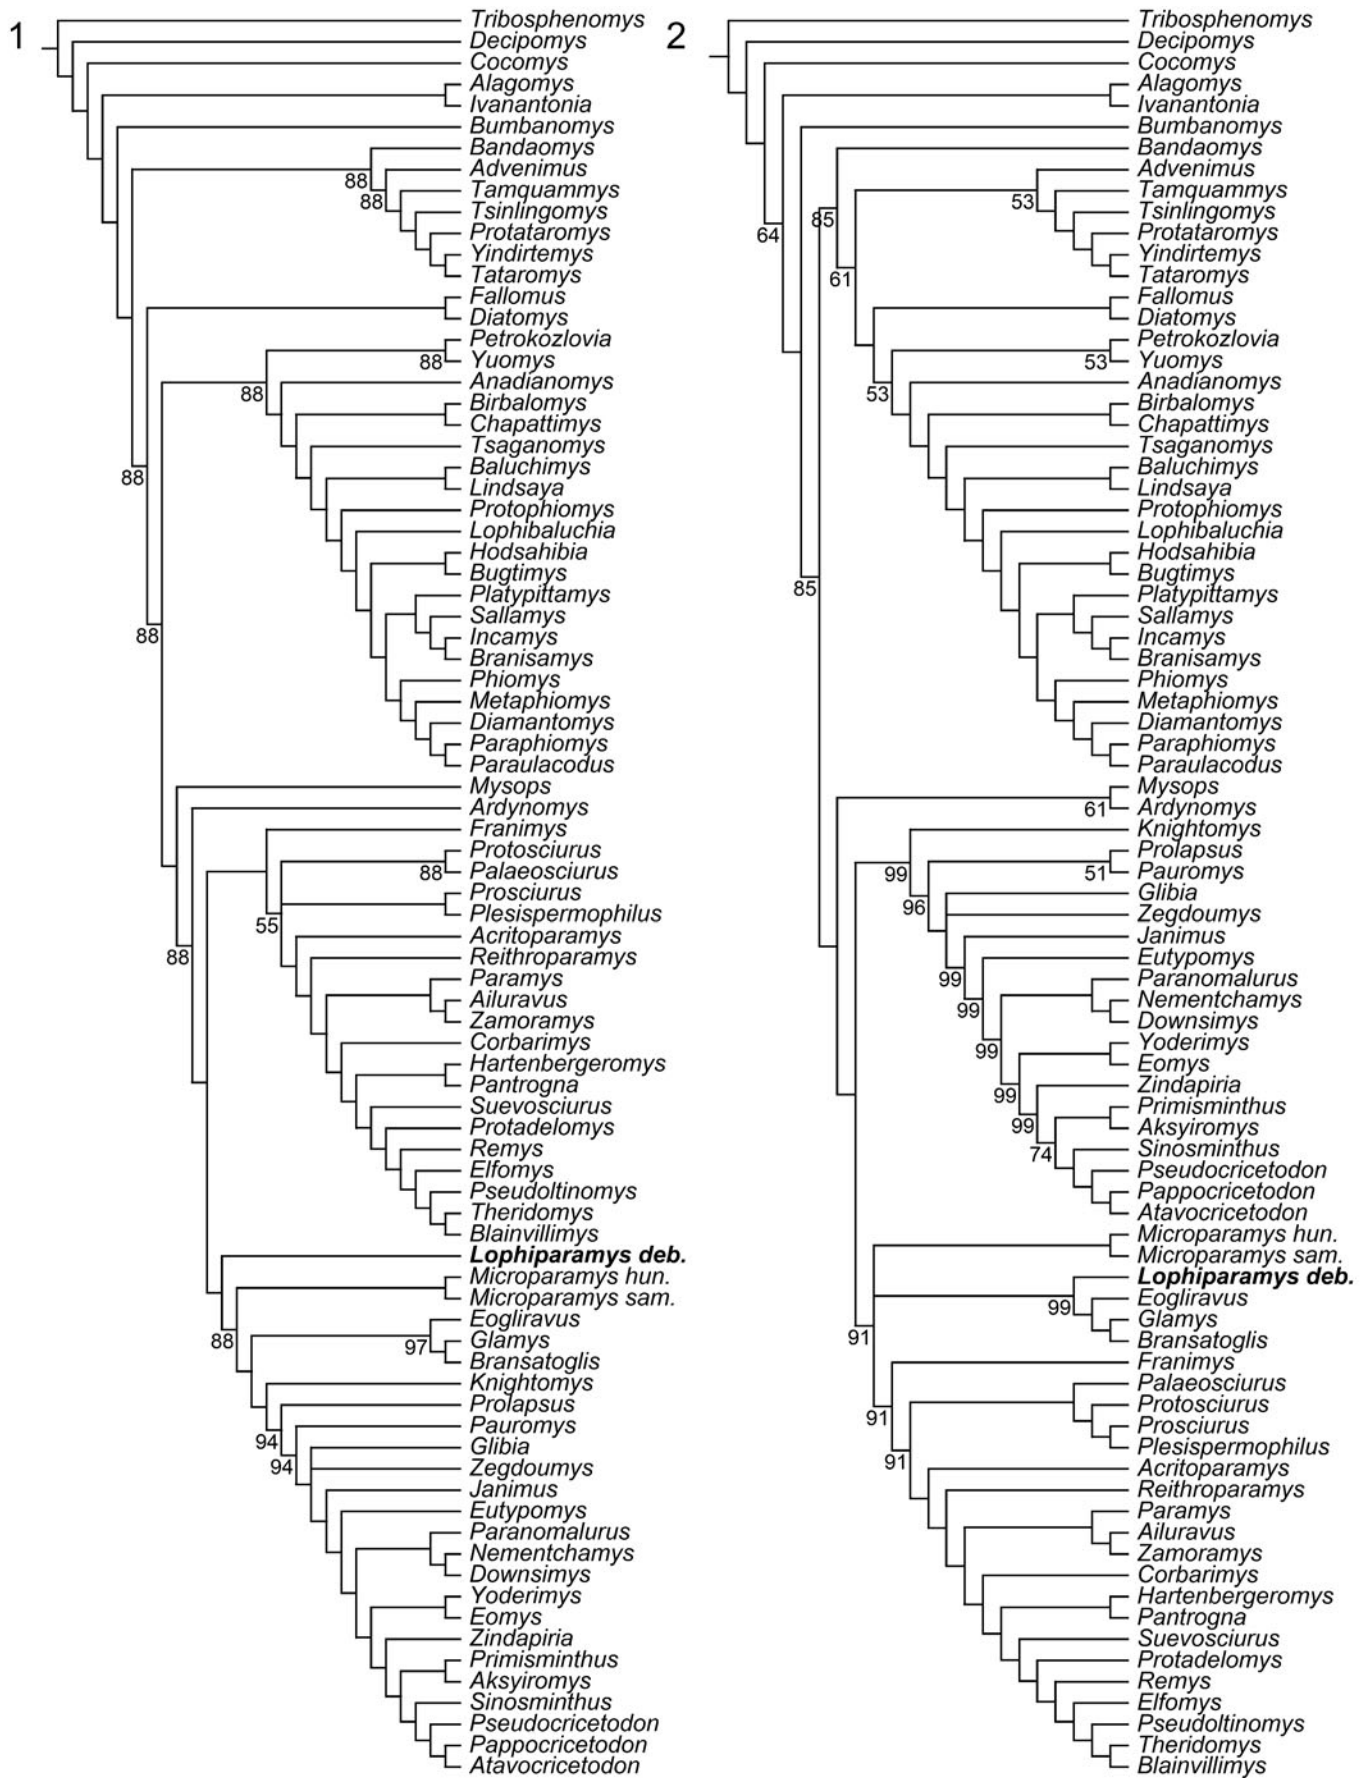 1
Tribosphenomys
Decipomys
Cocomys
Alagomys
Ivanantonia
Bumbanomys
Bandaomys
88
Advenimus
88
Tamquammys
Tsinlingomys
Protataromys
Yindirtemys
Tataromys
Fallomus
Diatomys
Petrokozlovia
88
Yuomys
88
Anadianomys
Birbalomys
Chapattimys
Tsaganomys
88
Baluchimys
Lindsaya
Protophiomys
Lophibaluchia
Hodsahibia
Bugtimys
Platypittamys
Sallamys
88
Incamys
Branisamys
Phiomys
Metaphiomys
Diamantomys
Paraphiomys
Paraulacodus
Mysops
Ardynomys
Franimys
Protosciurus
88
Palaeosciurus
Prosciurus
55
Plesispermophilus
Acritoparamys
88
Reithroparamys
Paramys
Ailuravus
Zamoramys
Corbarimys
Hartenbergeromys
Pantrogna
Suevosciurus
Protadelomys
Remys
Elfomys
Pseudoltinomys
Theridomys
Blainvillimys
Lophiparamys deb.
Microparamys hun.
Microparamys sam.
Eogliravus
88
97
Glamys
Bransatoglis
Knightomys
Prolapsus
94
Pauromys
94
Glibia
Zegdoumys
Janimus
Eutypomys
Paranomalurus
Nementchamys
Downsimys
Yoderimys
Eomys
Zindapiria
Primisminthus
Aksyiromys
Sinosminthus
Pseudocricetodon
Pappocricetodon
Atavocricetodon
2
Tribosphenomys
Decipomys
Cocomys
Alagomys
Ivanantonia
Bumbanomys
Bandaomys
Advenimus
53
Tamquammys
85
Tsinlingomys
64
Protataromys
Yindirtemys
61
Tataromys
Fallomus
Diatomys
Petrokozlovia
53
Yuomys
53
Anadianomys
Birbalomys
Chapattimys
Tsaganomys
Baluchimys
Lindsaya
Protophiomys
Lophibaluchia
Hodsahibia
85
Bugtimys
Platypittamys
Sallamys
Incamys
Branisamys
Phiomys
Metaphiomys
Diamantomys
Paraphiomys
Paraulacodus
Mysops
61
Ardynomys
Knightomys
Prolapsus
99
51
Pauromys
96
Glibia
Zegdoumys
Janimus
99
Eutypomys
Paranomalurus
99
Nementchamys
Downsimys
99
Yoderimys
Eomys
99
Zindapiria
Primisminthus
99
Aksyiromys
74
Sinosminthus
Pseudocricetodon
Pappocricetodon
Atavocricetodon
Microparamys hun.
Microparamys sam.
Lophiparamys deb.
99
Eogliravus
Glamys
91
Bransatoglis
Franimys
Palaeosciurus
91
Protosciurus
Prosciurus
91
Plesispermophilus
Acritoparamys
Reithroparamys
Paramys
Ailuravus
Zamoramys
Corbarimys
Hartenbergeromys
Pantrogna
Suevosciurus
Protadelomys
Remys
Elfomys
Pseudoltinomys
Theridomys
Blainvillimys